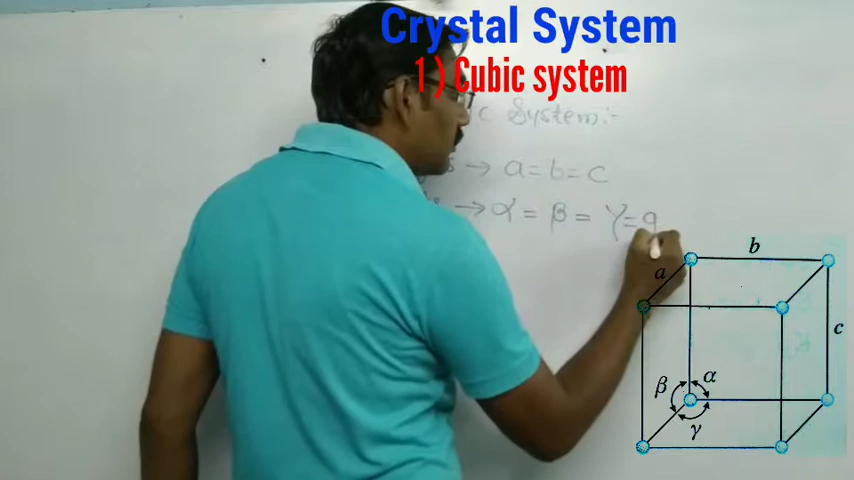 Crystal System
1 ) Cubic system
c System:-
s → a = b = c
→ α = β = γ = 9
b
a
c
β α
γ